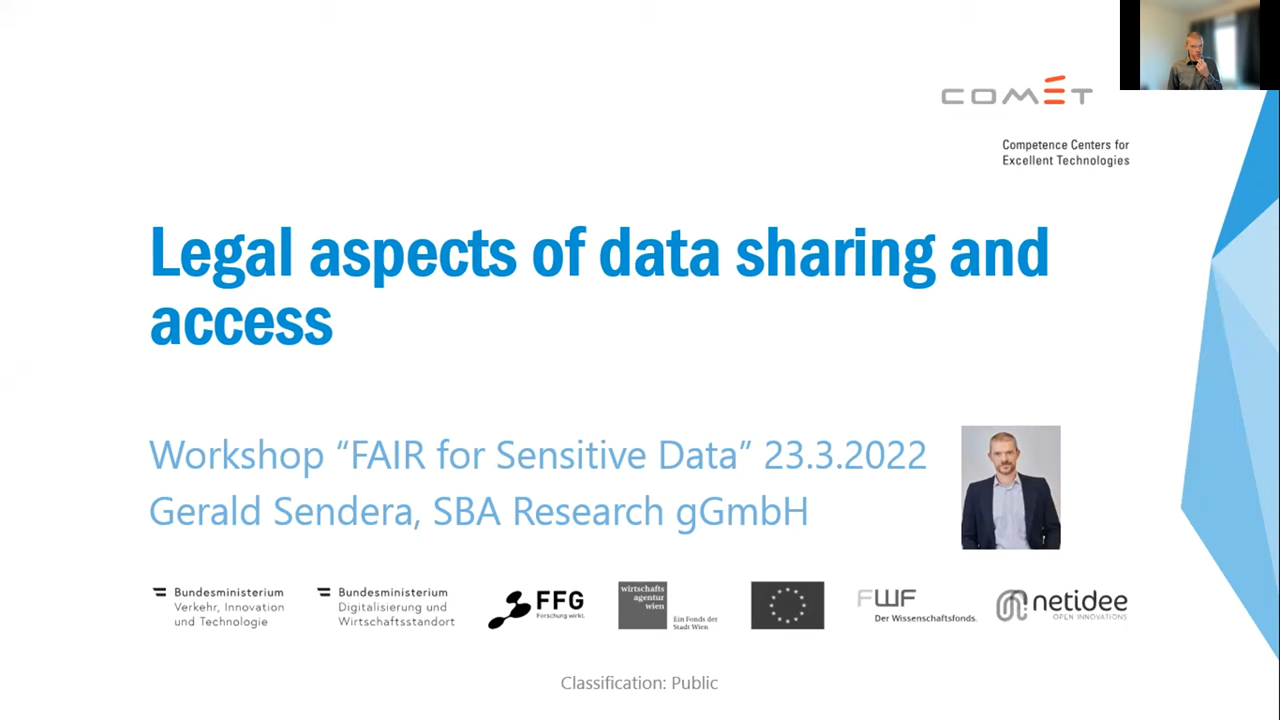 COMET
Competence Centers for
Excellent Technologies
Legal aspects of data sharing and
access
Workshop “FAIR for Sensitive Data” 23.3.2022
Gerald Sendera, SBA Research gGmbH
Bundesministerium
Verkehr, Innovation
und Technologie
Bundesministerium
Digitalisierung und
Wirtschaftsstandort
FFG
Forschung wirkt.
wirtschafts
agentur
wien
Ein Fonds der
Stadt Wien
FWF
Der Wissenschaftsfonds.
netidee
OPEN INNOVATIONS
Classification: Public